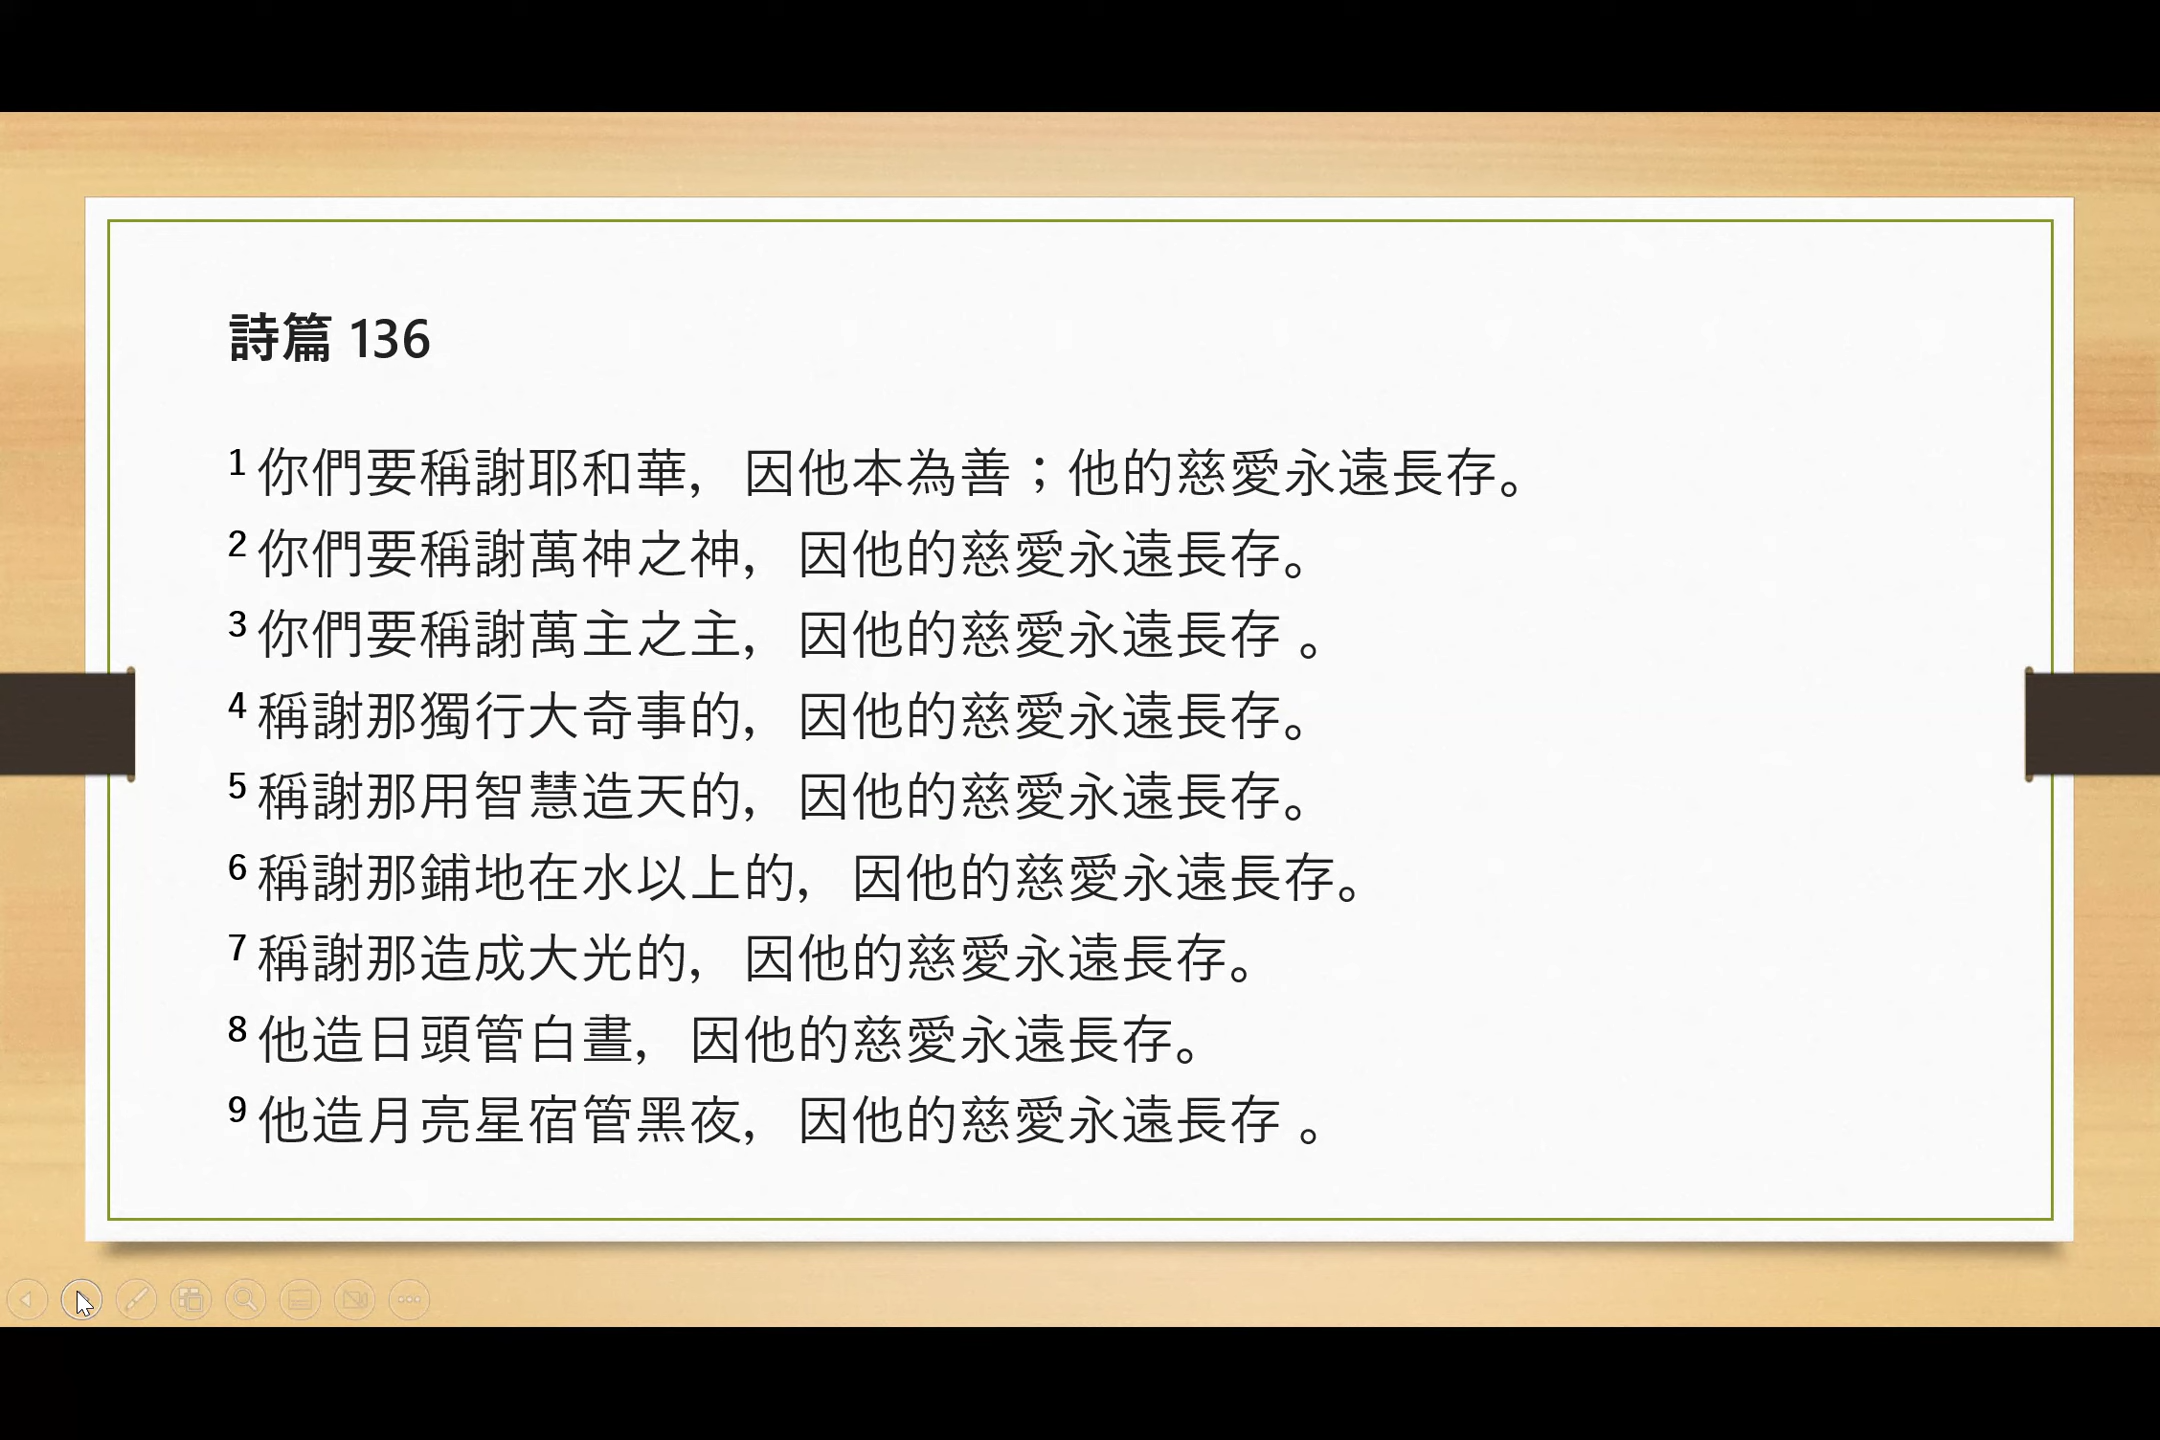 詩篇 136
1 你們要稱謝耶和華, 因他本為善；他的慈愛永遠長存。
2 你們要稱謝萬神之神, 因他的慈愛永遠長存。
3 你們要稱謝萬主之主, 因他的慈愛永遠長存 。
4 稱謝那獨行大奇事的, 因他的慈愛永遠長存。
5 稱謝那用智慧造天的, 因他的慈愛永遠長存。
6 稱謝那鋪地在水以上的, 因他的慈愛永遠長存。
7 稱謝那造成大光的, 因他的慈愛永遠長存。
8 他造日頭管白晝, 因他的慈愛永遠長存。
9 他造月亮星宿管黑夜, 因他的慈愛永遠長存 。